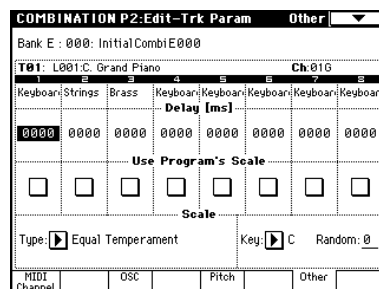 COMBINATION P2:Edit-Trk Param Other
Bank E : 000: InitialCombiE000
T01: L001:C. Grand Piano Ch:01G
1 2 3 4 5 6 7 8
Keyboar Strings Brass Keyboar Keyboar Keyboar Keyboar Keyboar
Delay [ms]
0000 0000 0000 0000 0000 0000 0000 0000
Use Program's Scale
Scale
Type: Equal Temperament Key: C Random: 0
MIDI Channel OSC Pitch Other